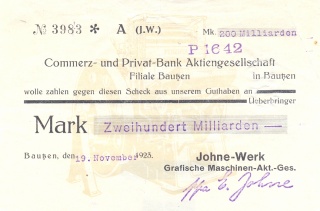 № 3983 * A (J.W.) Mk. 200 Milliarden
P 1642
Commerz- und Privat-Bank Aktiengesellschaft
Filiale Bautzen in Bautzen
wolle zahlen gegen diesen Scheck aus unserem Guthaben an
Ueberbringer
Mark Zweihundert Milliarden
Bautzen, den 19. November 1923.
Johne-Werk
Grafische Maschinen-Akt.-Ges.
ppa E. Johne